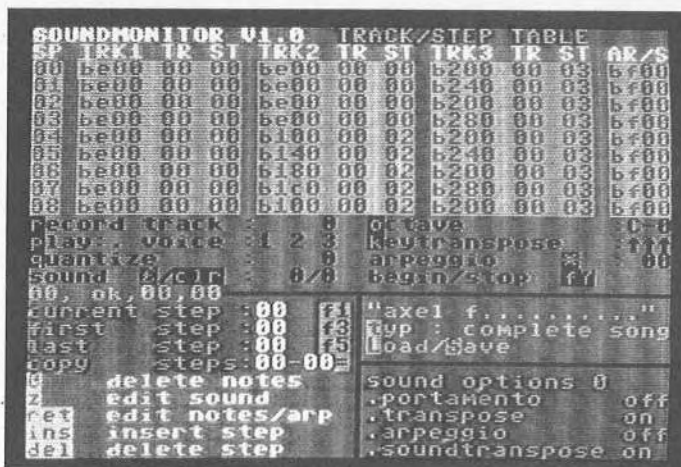 SOUNDMONITOR V1.0 TRACK/STEP TABLE
SP TRK1 TR ST TRK2 TR ST TRK3 TR ST AR/S
00 be00 00 00 be00 00 00 b200 00 03 bf00
01 be00 00 00 be00 00 00 b240 00 03 bf00
02 be00 00 00 be00 00 00 b200 00 03 bf00
03 be00 00 00 be00 00 00 b280 00 03 bf00
04 be00 00 00 b100 00 02 b200 00 03 bf00
05 be00 00 00 b140 00 02 b240 00 03 bf00
06 be00 00 00 b180 00 02 b200 00 03 bf00
07 be00 00 00 b1c0 00 02 b280 00 03 bf00
08 be00 00 00 b100 00 02 b200 00 03 bf00
record track : 0 octave :C-0
play:. voice :1 2 3 keytranspose :↑↑↑
quantize : 0 arpeggio * : 00
sound @/clr : 0/0 begin/stop f7
00, ok,00,00
current step :00 f1
first step :00 f3
last step :00 f5
copy steps:00-00=
"axel f.........."
typ : complete song
Load/Save
@ delete notes
z edit sound
ret edit notes/arp
ins insert step
del delete step
sound options 0
.portamento off
.transpose on
.arpeggio off
.soundtranspose on